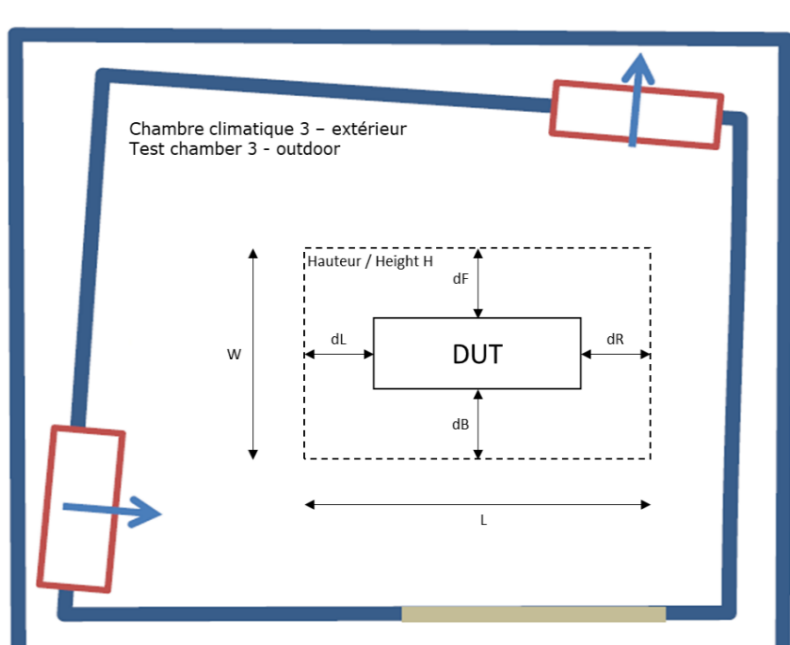 Chambre climatique 3 – extérieur
Test chamber 3 - outdoor
Hauteur / Height H
dF
W
dL
DUT
dR
dB
L